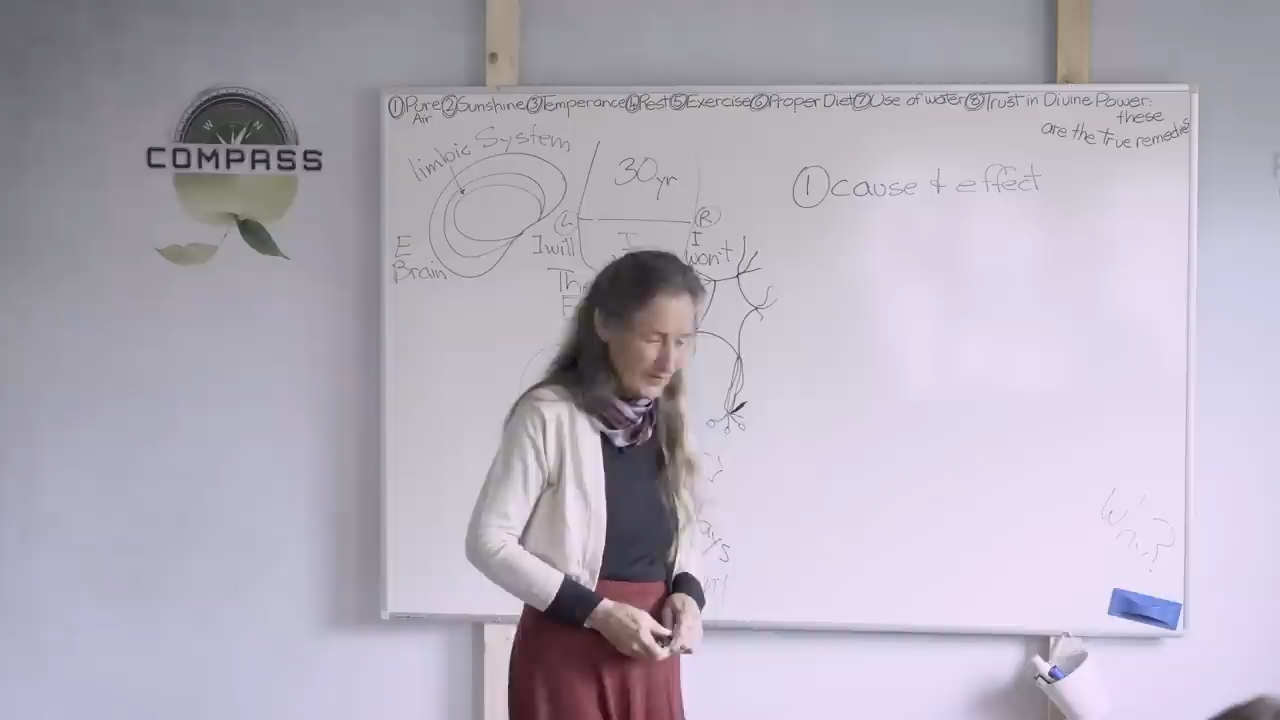 W N
COMPASS
①Pure ②Sunshine ③Temperance ④Rest ⑤Exercise ⑥Proper Diet ⑦Use of water ⑧Trust in Divine Power:
Air
these
are the true remedies
limbic System
30yr
① cause & effect
L
R
I will
I
I
won't
E
Brain
Why?